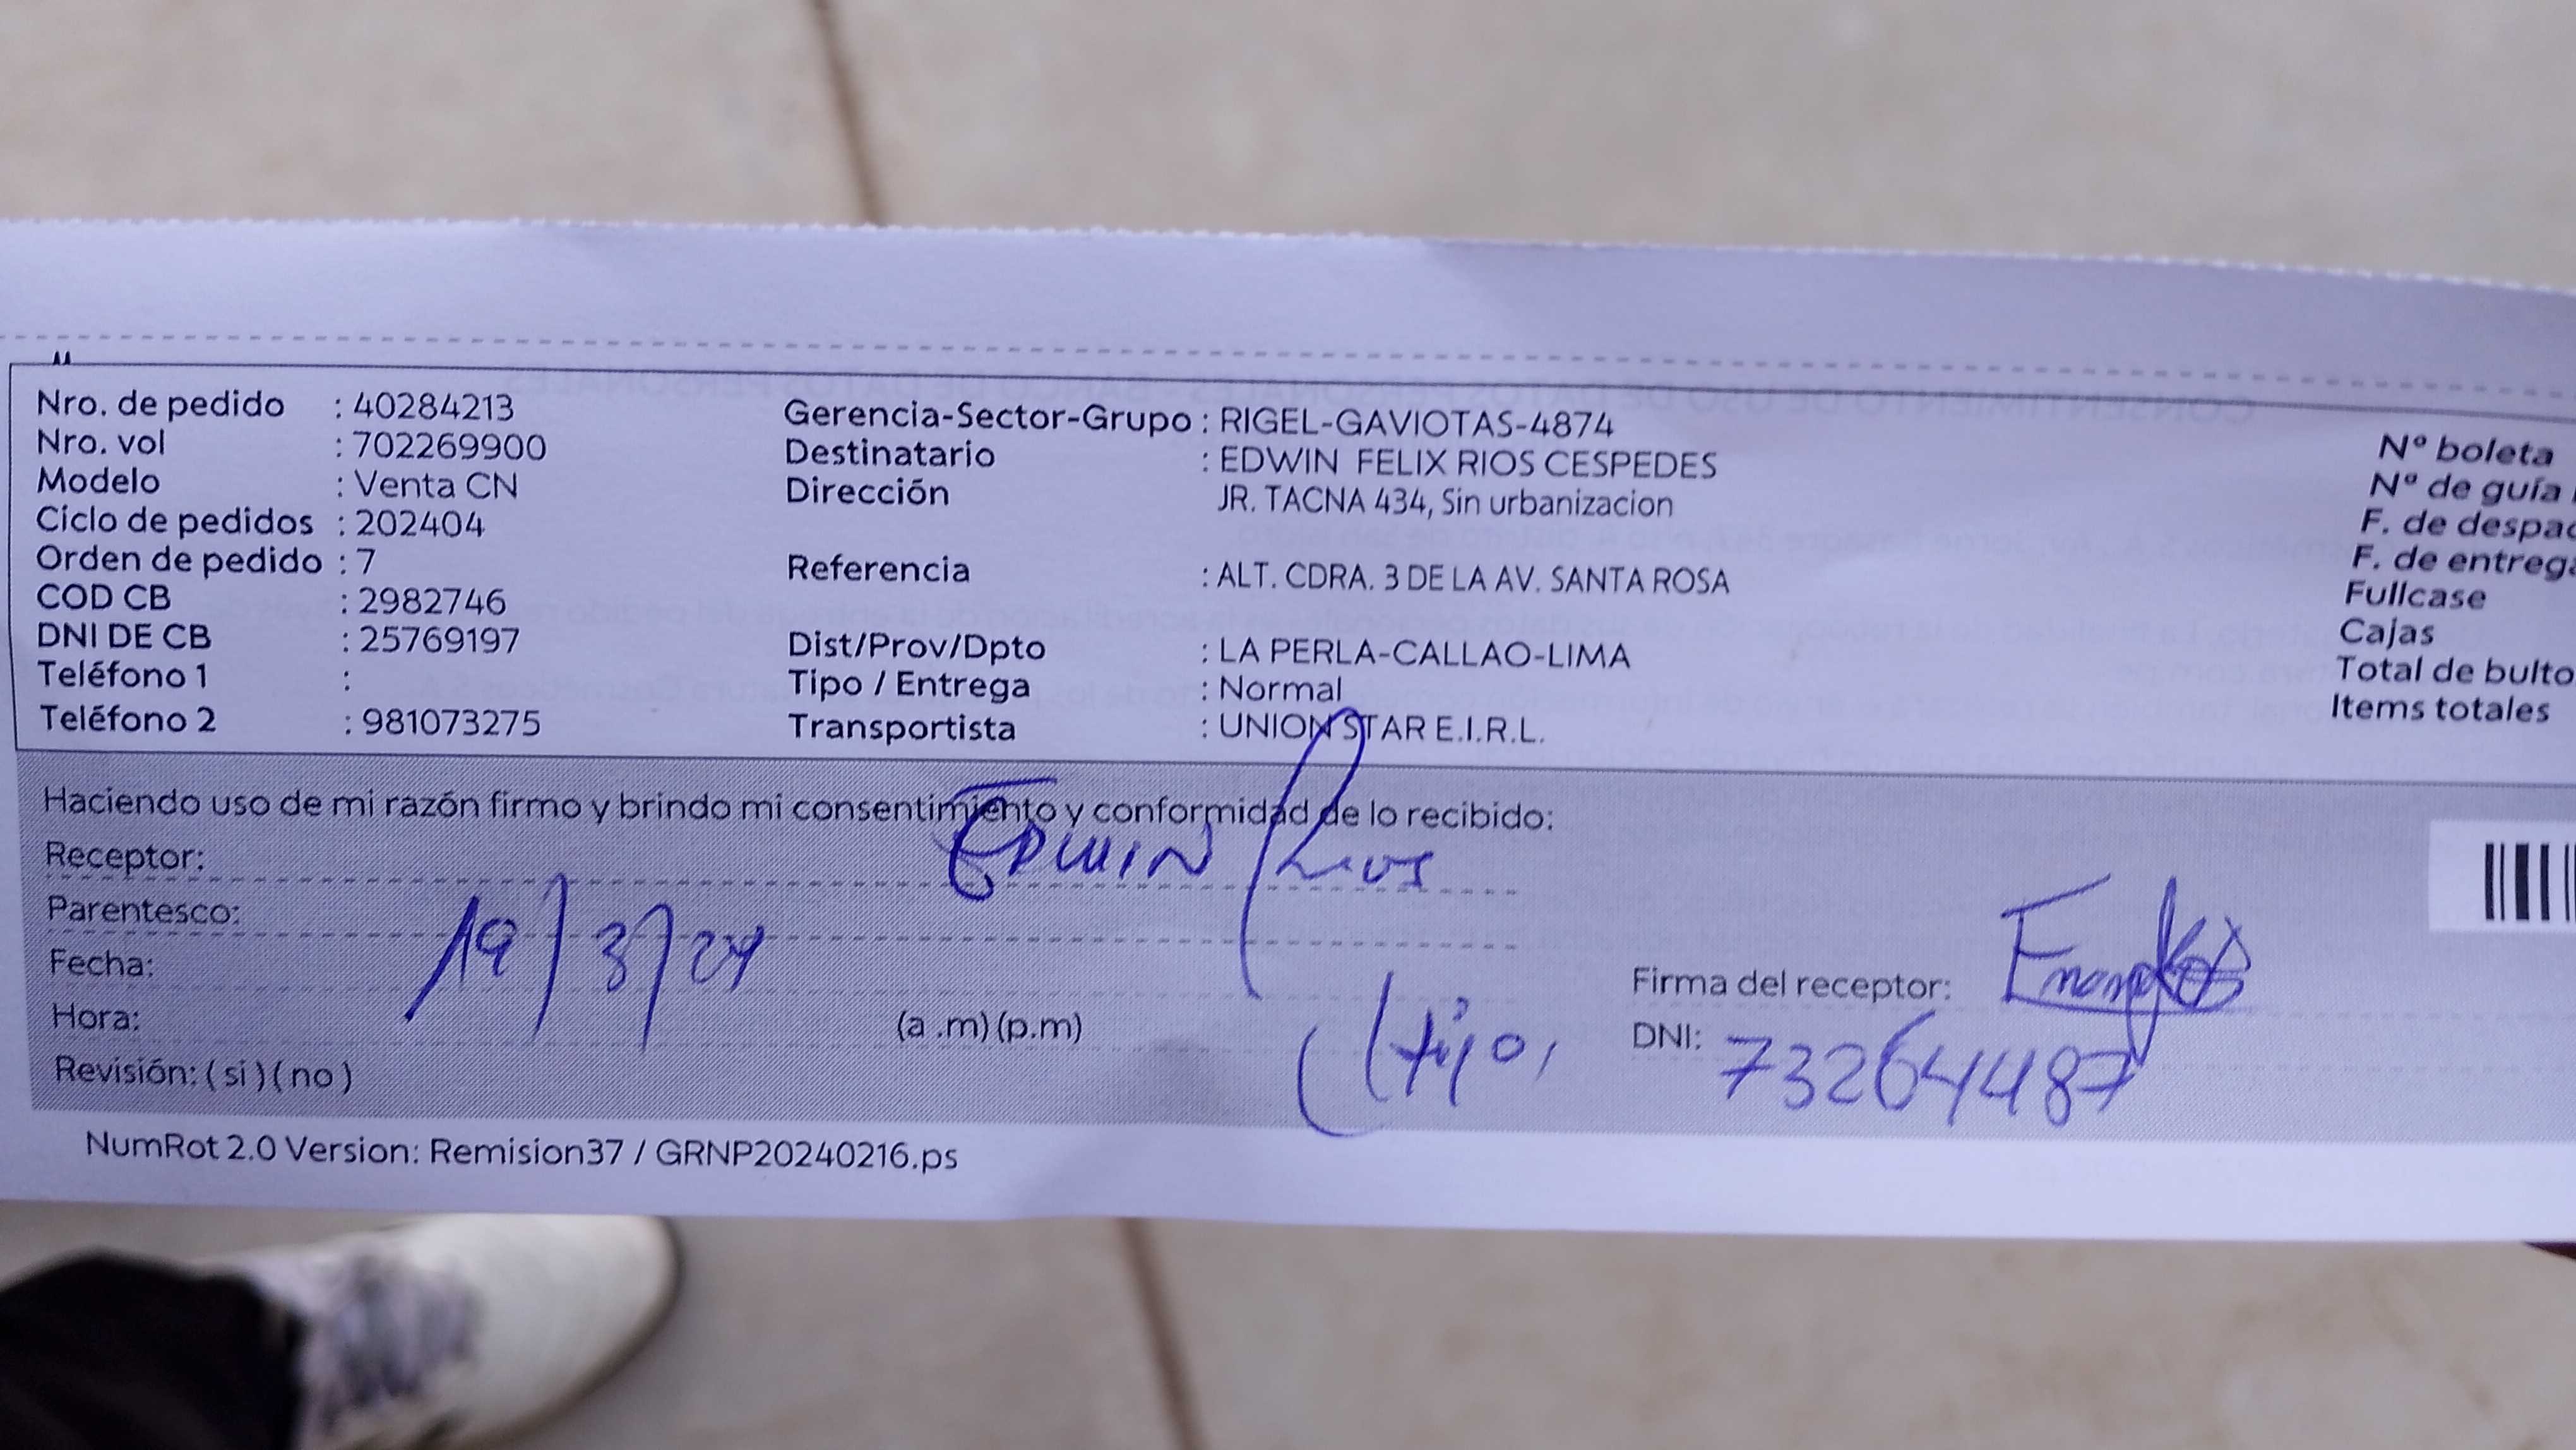 Nro. de pedido : 40284213
Nro. vol : 702269900
Modelo : Venta CN
Ciclo de pedidos : 202404
Orden de pedido : 7
COD CB : 2982746
DNI DE CB : 25769197
Teléfono 1 :
Teléfono 2 : 981073275
Gerencia-Sector-Grupo : RIGEL-GAVIOTAS-4874
Destinatario : EDWIN FELIX RIOS CESPEDES
Dirección JR. TACNA 434, Sin urbanizacion
Referencia : ALT. CDRA. 3 DE LA AV. SANTA ROSA
Dist/Prov/Dpto : LA PERLA-CALLAO-LIMA
Tipo / Entrega : Normal
Transportista : UNION STAR E.I.R.L.
Nº boleta
Nº de guía
F. de despac
F. de entrega
Fullcase
Cajas
Total de bulto
Items totales
Haciendo uso de mi razón firmo y brindo mi consentimiento y conformidad de lo recibido:
Receptor: EDWIN Rios
Parentesco:
Fecha: 19/3/24
Hora: (a .m) (p.m)
Revisión: ( si ) ( no )
(Hijo)
Firma del receptor:
DNI: 73264487
NumRot 2.0 Version: Remision37 / GRNP20240216.ps